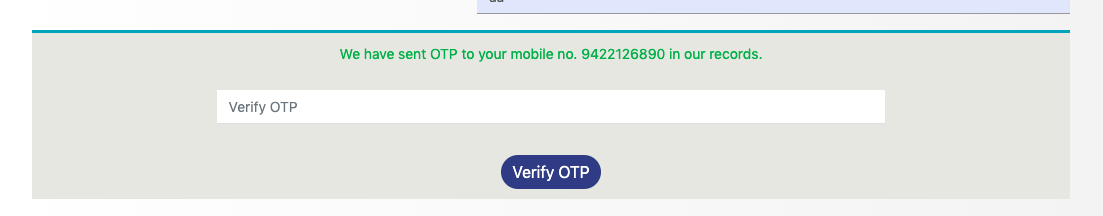 We have sent OTP to your mobile no. 9422126890 in our records.
Verify OTP
Verify OTP